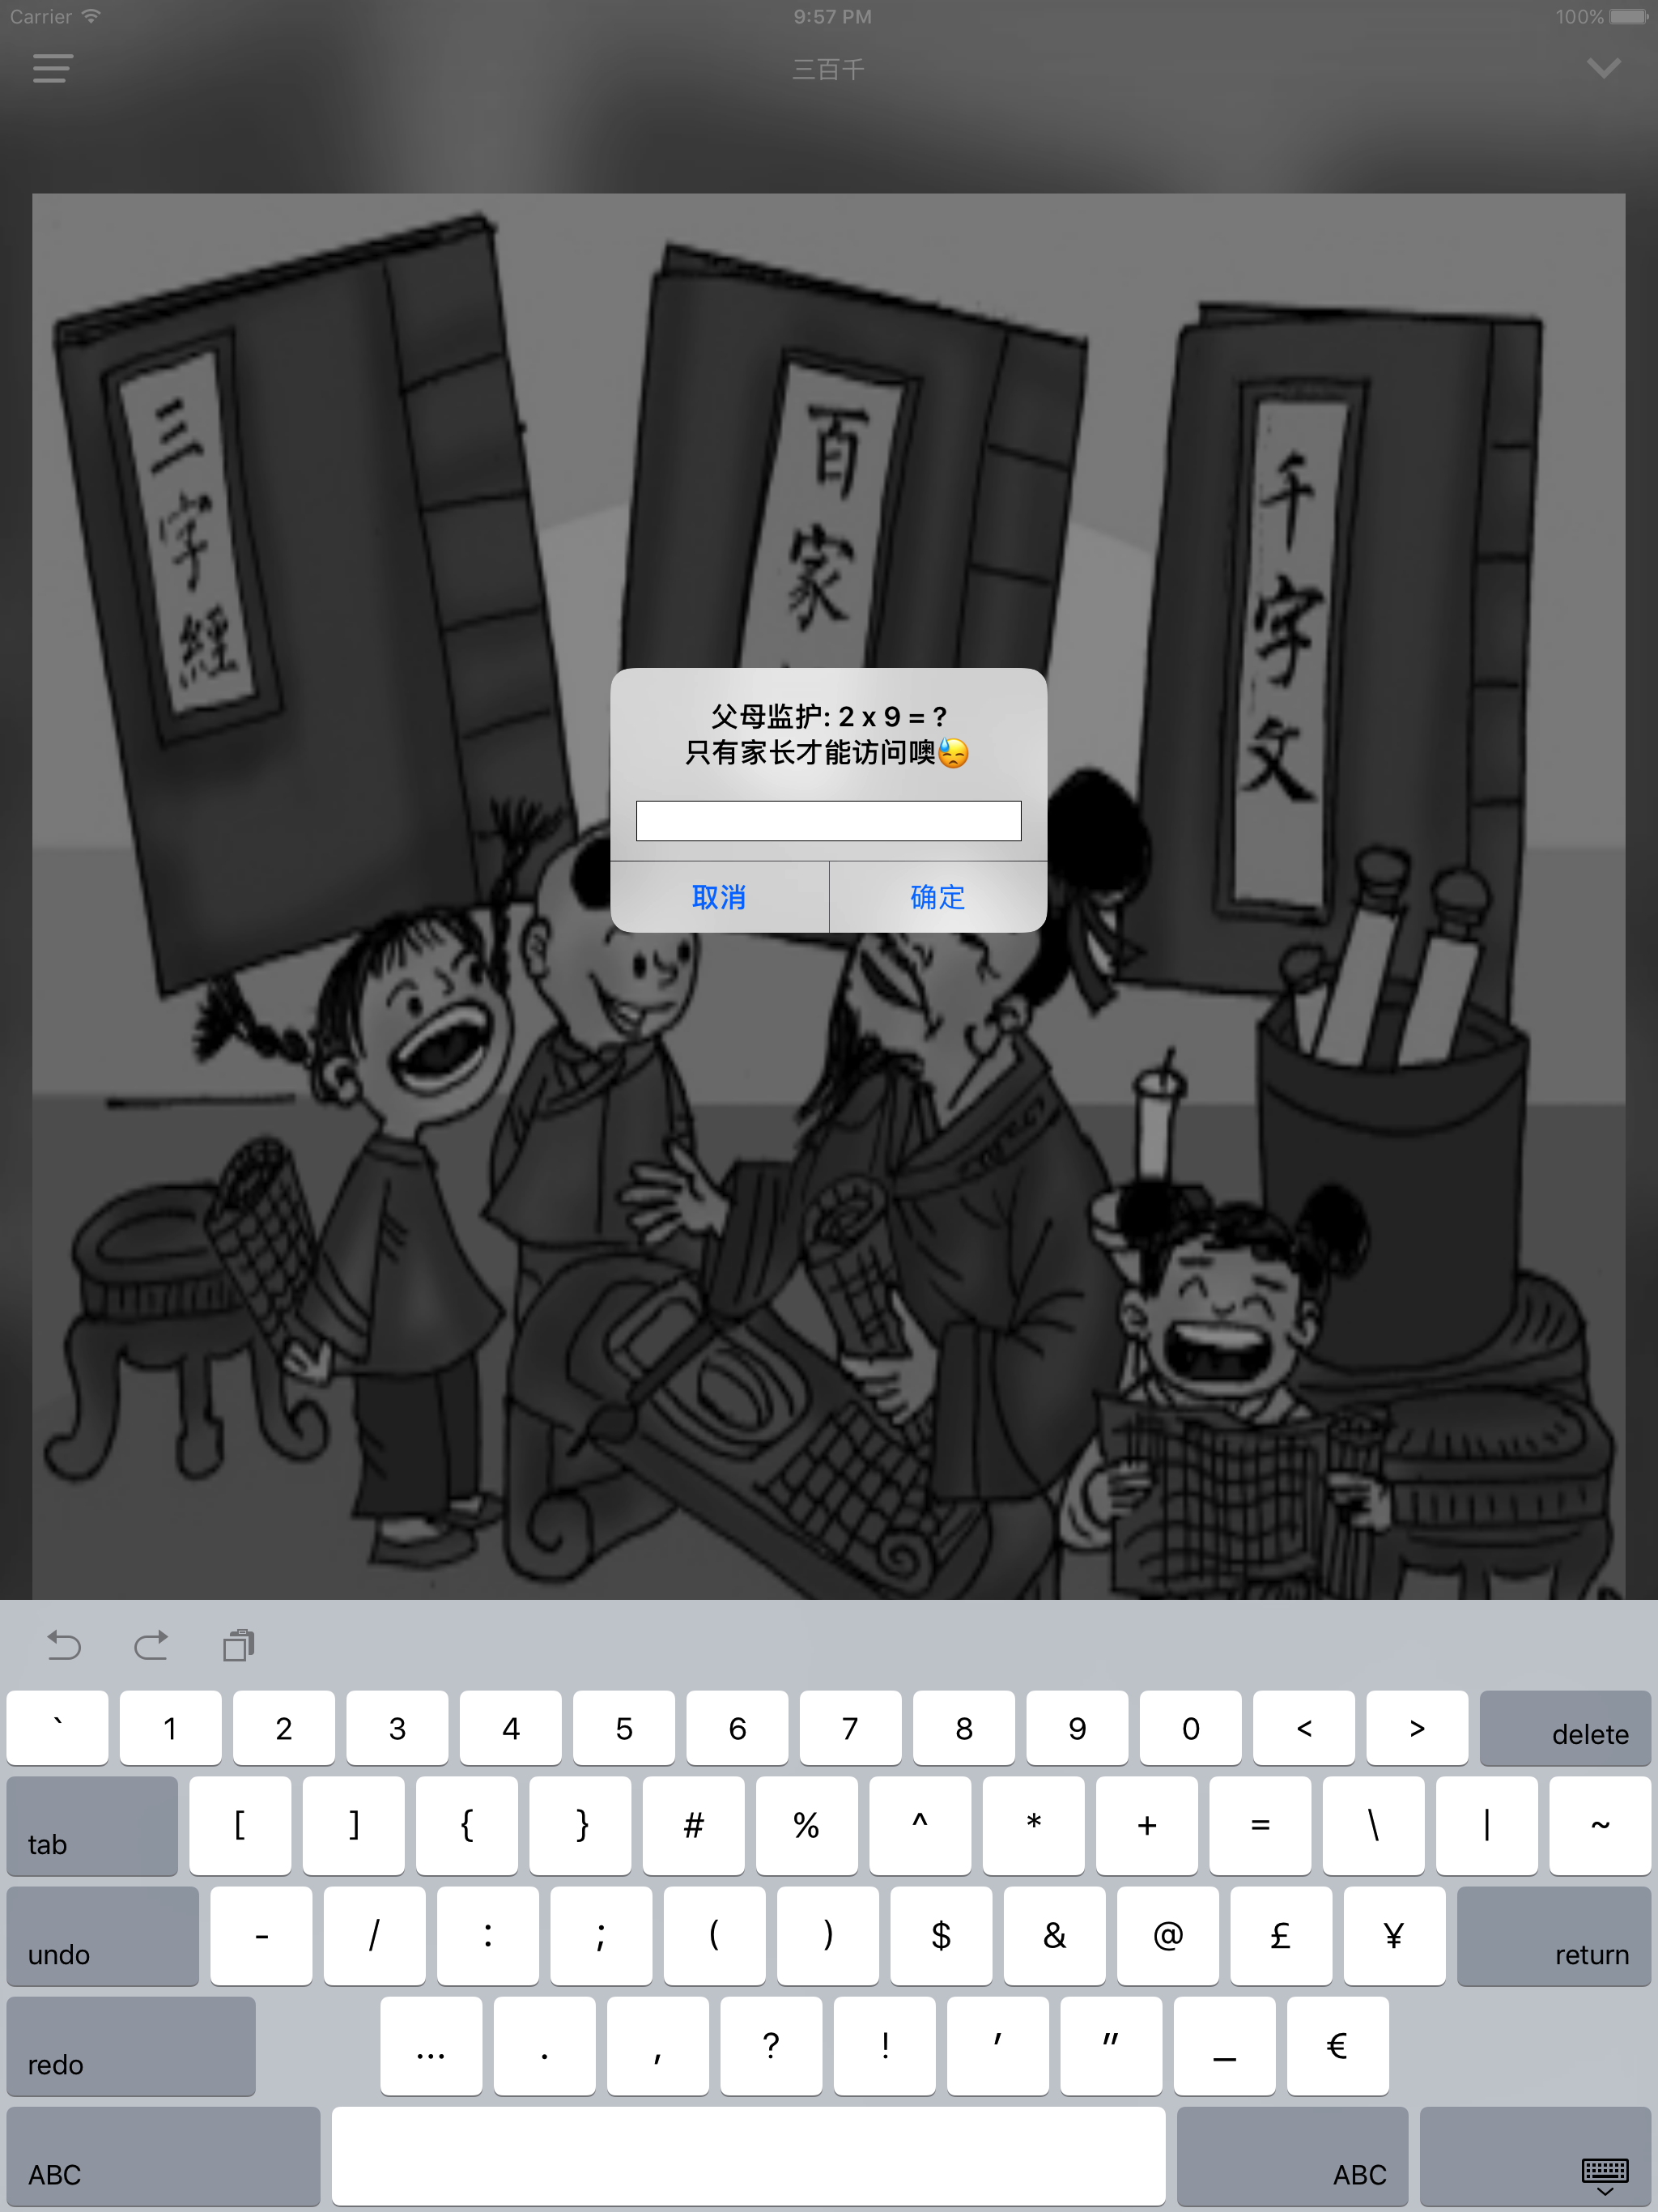 Carrier 9:57 PM 100%
三百千
三字經
百家
千字文
父母监护: 2 x 9 = ?
只有家长才能访问噢😓
取消 确定
` 1 2 3 4 5 6 7 8 9 0 < > delete
tab [ ] { } # % ^ * + = \ | ~
undo - / : ; ( ) $ & @ £ ¥ return
redo … . , ? ! ' " _ €
ABC ABC